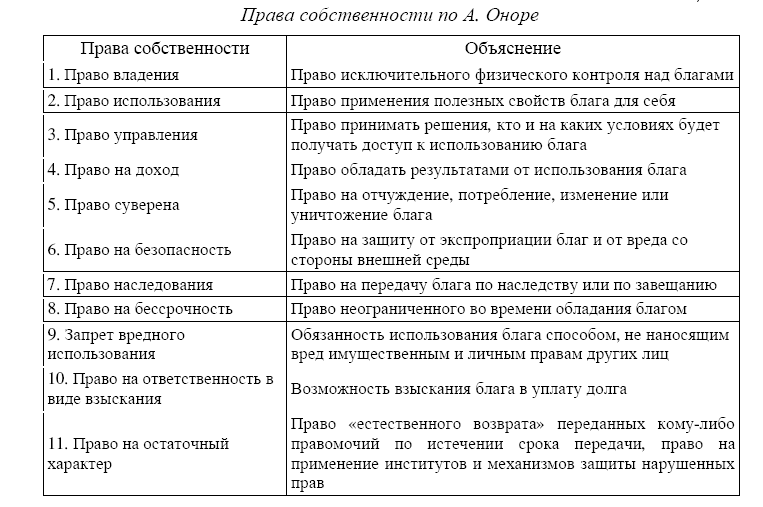 Права собственности по А. Оноре
Права собственности
Объяснение
1. Право владения
Право исключительного физического контроля над благами
2. Право использования
Право применения полезных свойств блага для себя
3. Право управления
Право принимать решения, кто и на каких условиях будет
получать доступ к использованию блага
4. Право на доход
Право обладать результатами от использования блага
5. Право суверена
Право на отчуждение, потребление, изменение или
уничтожение блага
6. Право на безопасность
Право на защиту от экспроприации благ и от вреда со
стороны внешней среды
7. Право наследования
Право на передачу блага по наследству или по завещанию
8. Право на бессрочность
Право неограниченного во времени обладания благом
9. Запрет вредного
использования
Обязанность использования блага способом, не наносящим
вред имущественным и личным правам других лиц
10. Право на ответственность в
виде взыскания
Возможность взыскания блага в уплату долга
11. Право на остаточный
характер
Право «естественного возврата» переданных кому-либо
правомочий по истечении срока передачи, право на
применение институтов и механизмов защиты нарушенных
прав